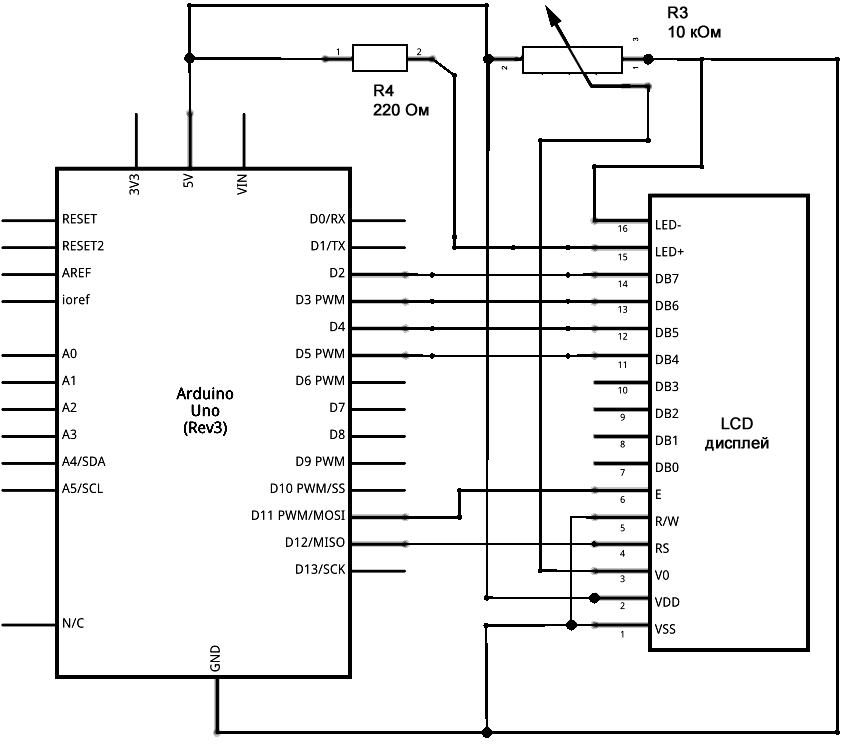 R3
10 кОм
3
1
2
2
1
R4
220 Ом
3V3
5V
VIN
RESET
RESET2
AREF
ioref
A0
A1
A2
A3
A4/SDA
A5/SCL
N/C
GND
Arduino
Uno
(Rev3)
D0/RX
D1/TX
D2
D3 PWM
D4
D5 PWM
D6 PWM
D7
D8
D9 PWM
D10 PWM/SS
D11 PWM/MOSI
D12/MISO
D13/SCK
16 LED-
15 LED+
14 DB7
13 DB6
12 DB5
11 DB4
10 DB3
9 DB2
8 DB1
7 DB0
6 E
5 R/W
4 RS
3 V0
2 VDD
1 VSS
LCD
дисплей